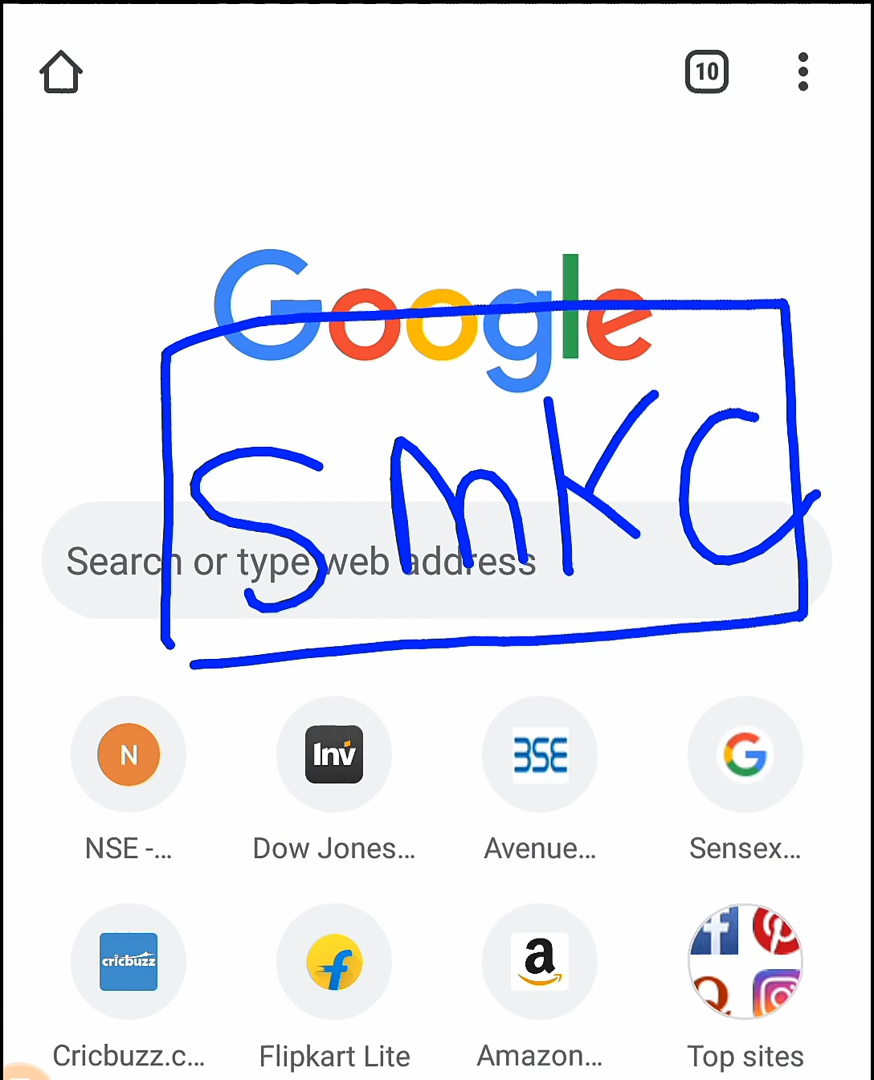 10
Google
SmKC
Search or type web address
N
Inv
BSE
G
NSE -...
Dow Jones...
Avenue...
Sensex...
cricbuzz
f
a
f
Cricbuzz.c...
Flipkart Lite
Amazon...
Top sites